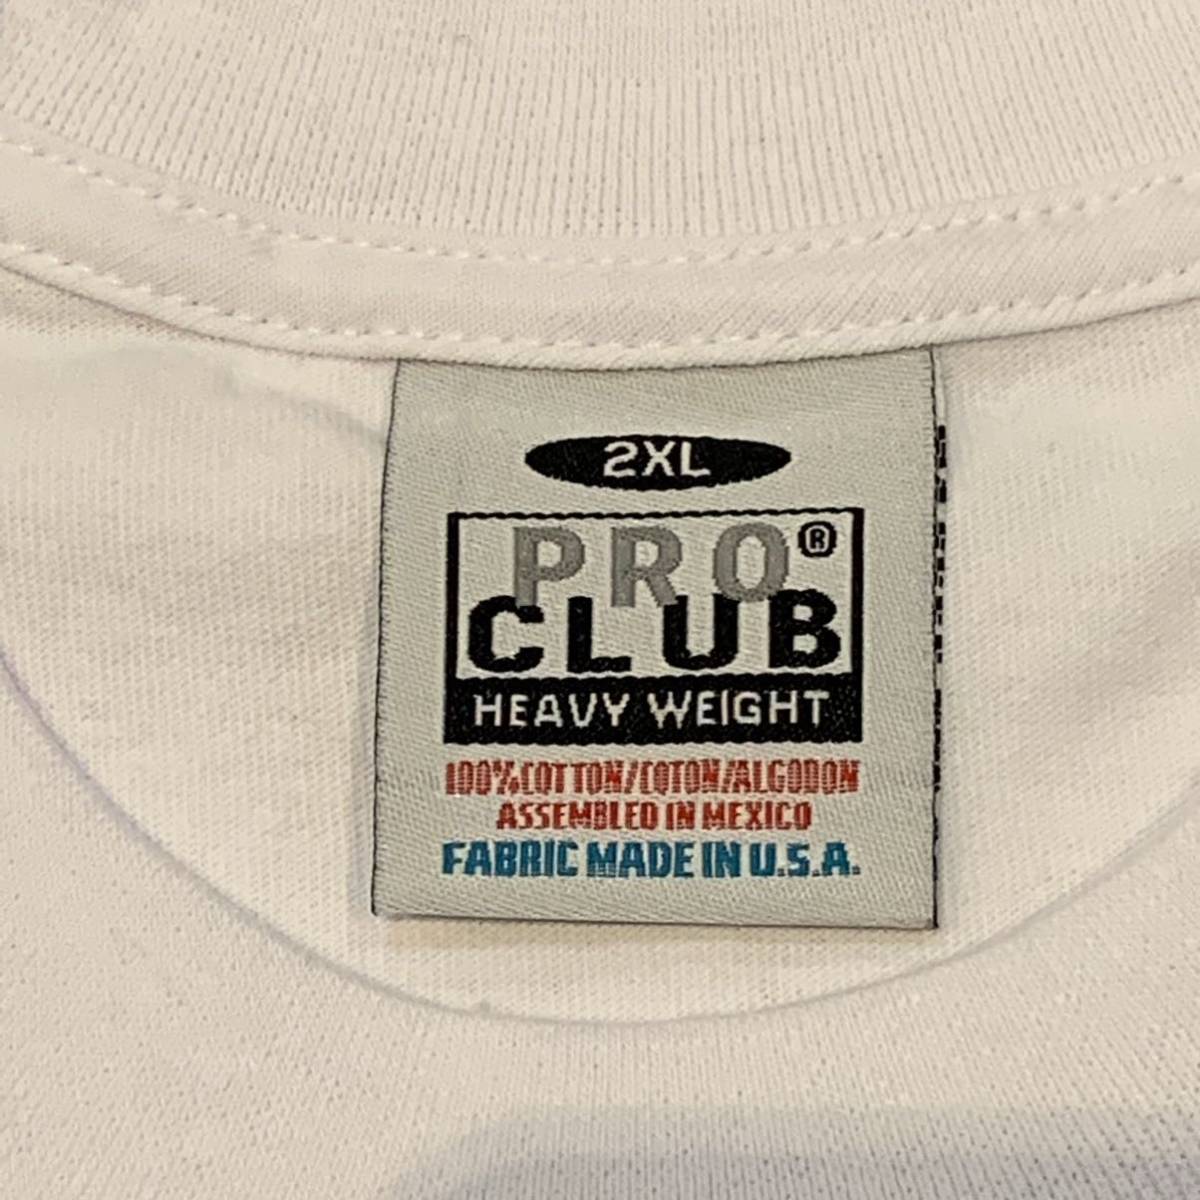 2XL
PRO®
CLUB
HEAVY WEIGHT
100%COTTON/COTON/ALGODON
ASSEMBLED IN MEXICO
FABRIC MADE IN U.S.A.